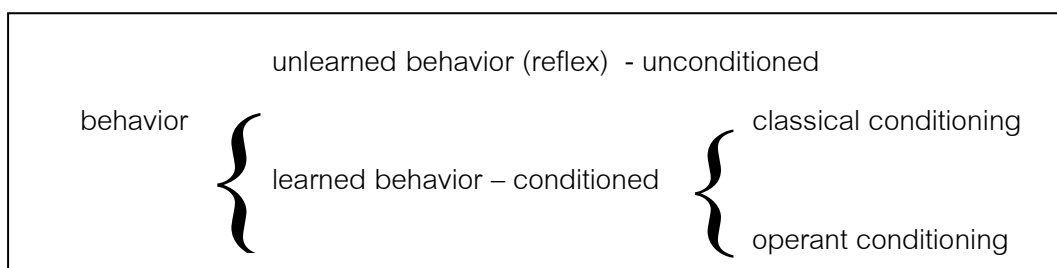 unlearned behavior (reflex) - unconditioned
behavior
classical conditioning
learned behavior – conditioned
operant conditioning